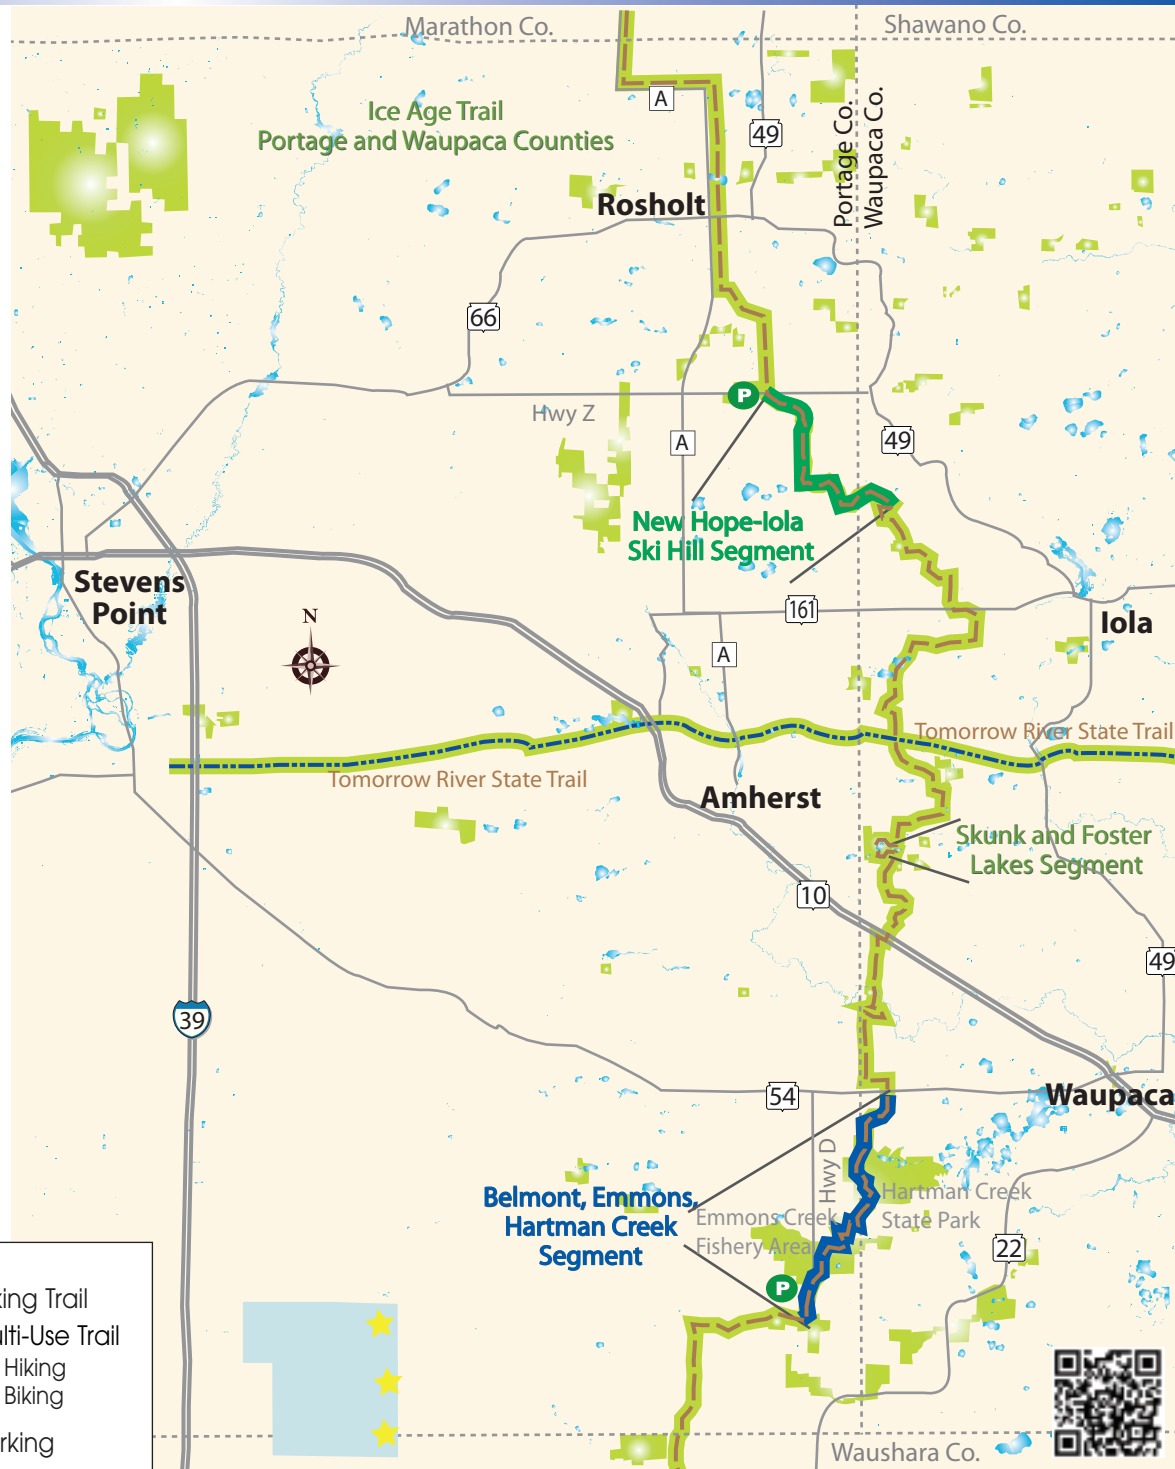 Marathon Co.
Shawano Co.
Ice Age Trail
Portage and Waupaca Counties
A
49
Portage Co.
Waupaca Co.
Rosholt
66
P
Hwy Z
A
49
New Hope-Iola
Ski Hill Segment
Stevens
Point
N
161
Iola
A
Tomorrow River State Trail
Tomorrow River State Trail
Amherst
Skunk and Foster
Lakes Segment
10
49
39
54
Waupaca
Hwy D
Belmont, Emmons,
Hartman Creek
Segment
Emmons Creek
Fishery Area
Hartman Creek
State Park
22
P
king Trail
ulti-Use Trail
Hiking
Biking
rking
Waushara Co.